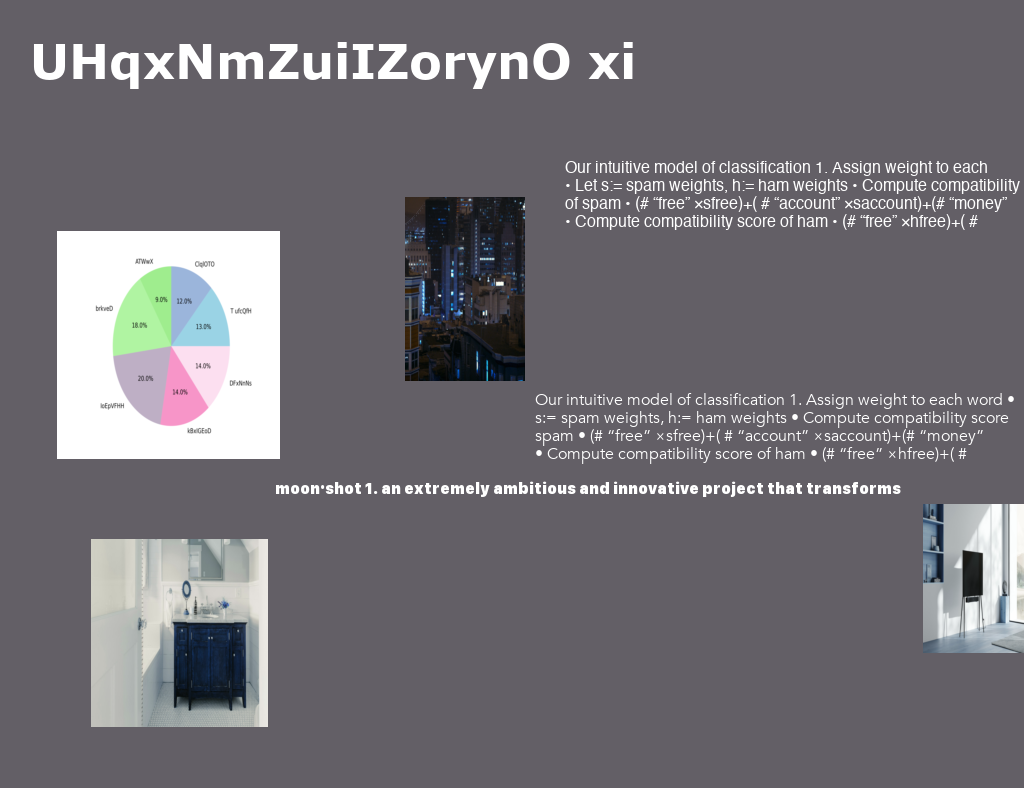 UHqxNmZuiIZorynO xi
Our intuitive model of classification 1. Assign weight to each
• Let s:= spam weights, h:= ham weights • Compute compatibility
of spam • (# “free” ×sfree)+( # “account” ×saccount)+(# “money”
• Compute compatibility score of ham • (# “free” ×hfree)+( #
ATWwX
ClqlOTO
brkveD
9.0%
12.0%
T ufcQfH
18.0%
13.0%
14.0%
20.0%
DFxNnNs
14.0%
IoEpVFHH
kBxlGEoD
Our intuitive model of classification 1. Assign weight to each word •
s:= spam weights, h:= ham weights • Compute compatibility score
spam • (# “free” ×sfree)+( # “account” ×saccount)+(# “money”
• Compute compatibility score of ham • (# “free” ×hfree)+( #
moon·shot 1. an extremely ambitious and innovative project that transforms